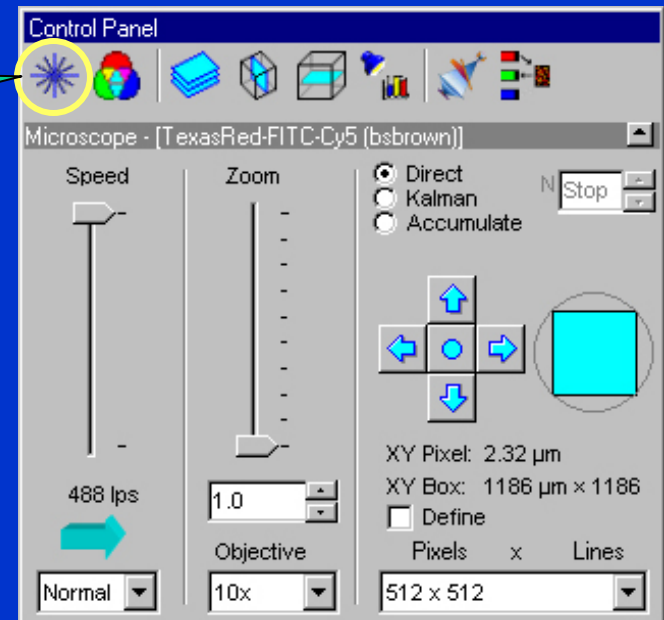 Control Panel
Microscope - [TexasRed-FITC-Cy5 (bsbrown)]
Speed
Zoom
Direct
Kalman
Accumulate
N Stop
XY Pixel: 2.32 µm
XY Box: 1186 µm × 1186
Define
488 lps
1.0
Objective
Pixels x Lines
Normal
10x
512 x 512